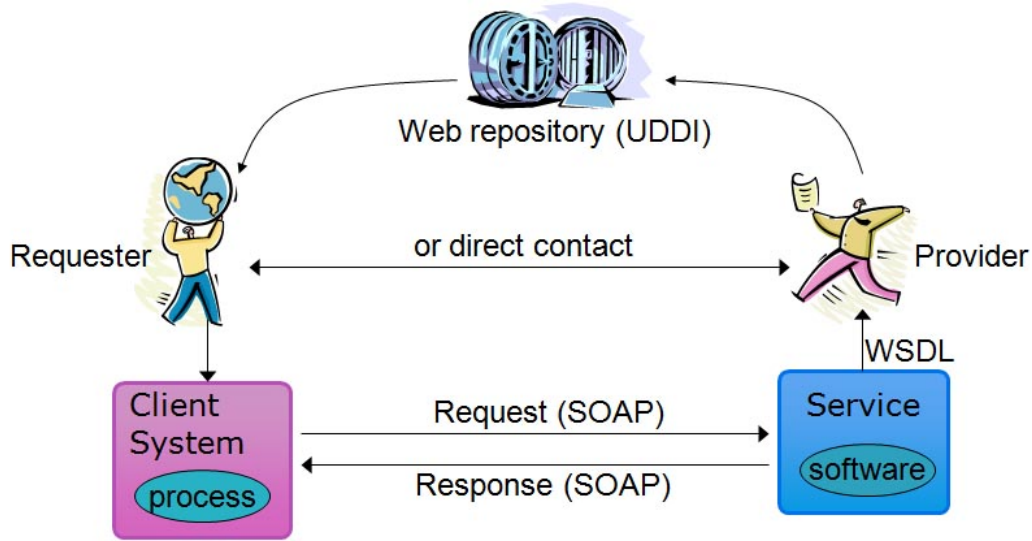 Web repository (UDDI)
Requester
or direct contact
Provider
WSDL
Client
System
process
Request (SOAP)
Response (SOAP)
Service
software